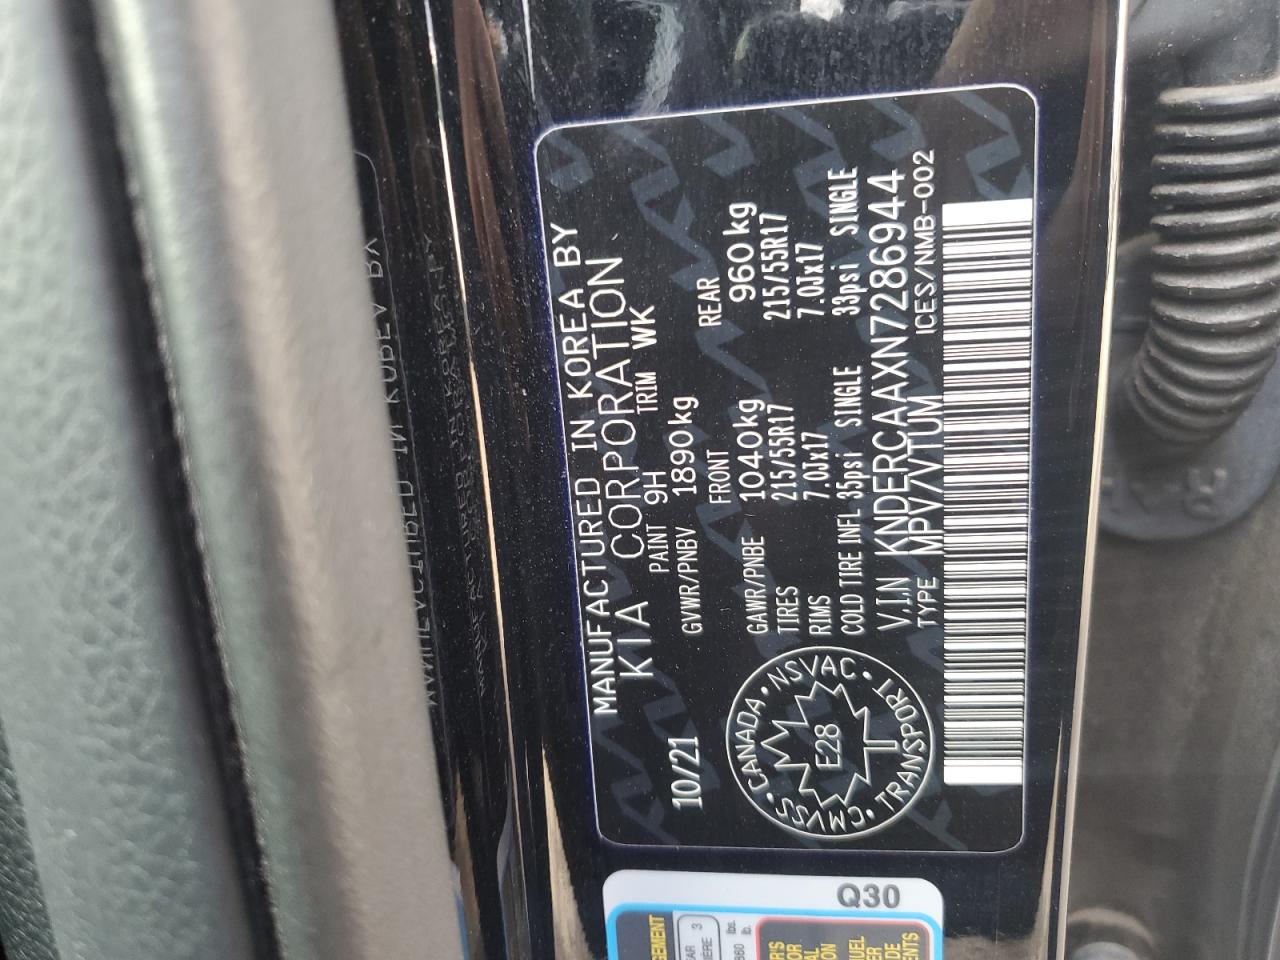 MANUFACTURED IN KOREA BY
KIA CORPORATION
10/21 PAINT 9H TRIM WK
GVWR/PNBV 1890kg
FRONT REAR
GAWR/PNBE 1040kg 960kg
TIRES 215/55R17 215/55R17
RIMS 7.0Jx17 7.0Jx17
COLD TIRE INFL 35psi SINGLE 33psi SINGLE
V.I.N KNDERCAAXN7286944
TYPE MPV/VTUM ICES/NMB-002
CMVSS • CANADA • NSVAC •
E28
• TRANSPORT
Q30